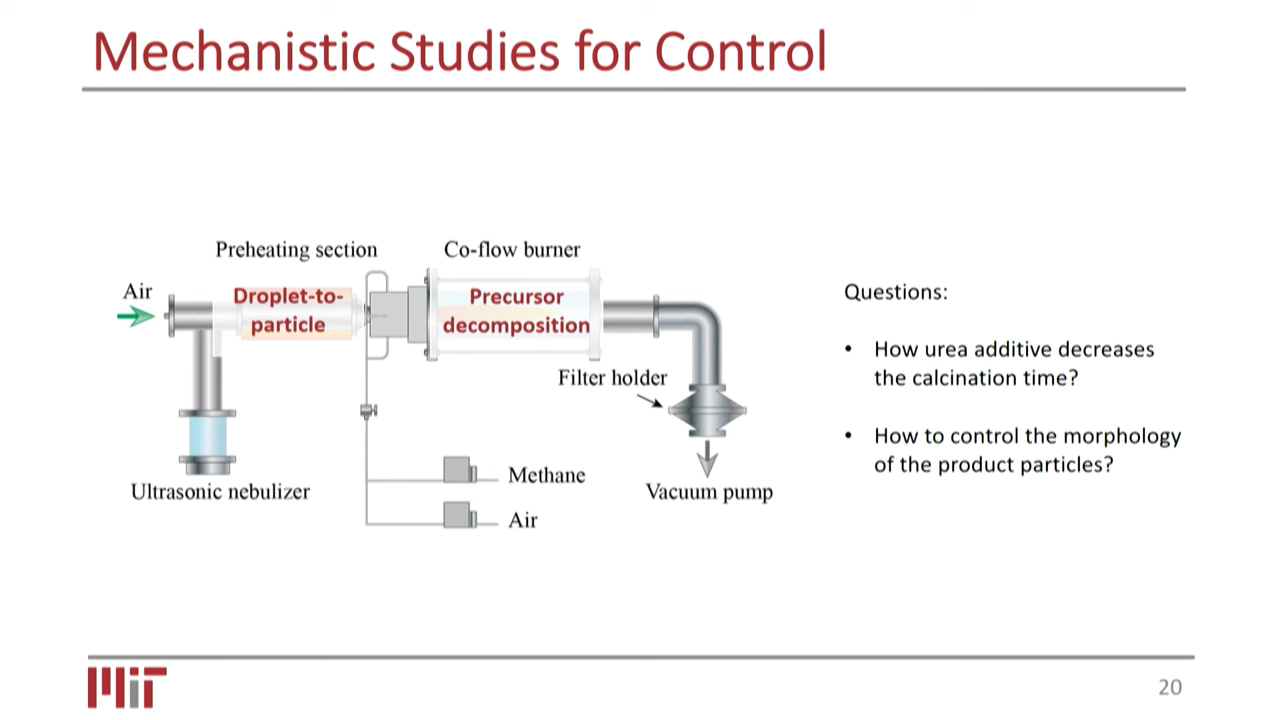 Mechanistic Studies for Control
Preheating section
Co-flow burner
Air
Droplet-to-
particle
Precursor
decomposition
Filter holder
Ultrasonic nebulizer
Methane
Air
Vacuum pump
Questions:
• How urea additive decreases
the calcination time?
• How to control the morphology
of the product particles?
MIT
20